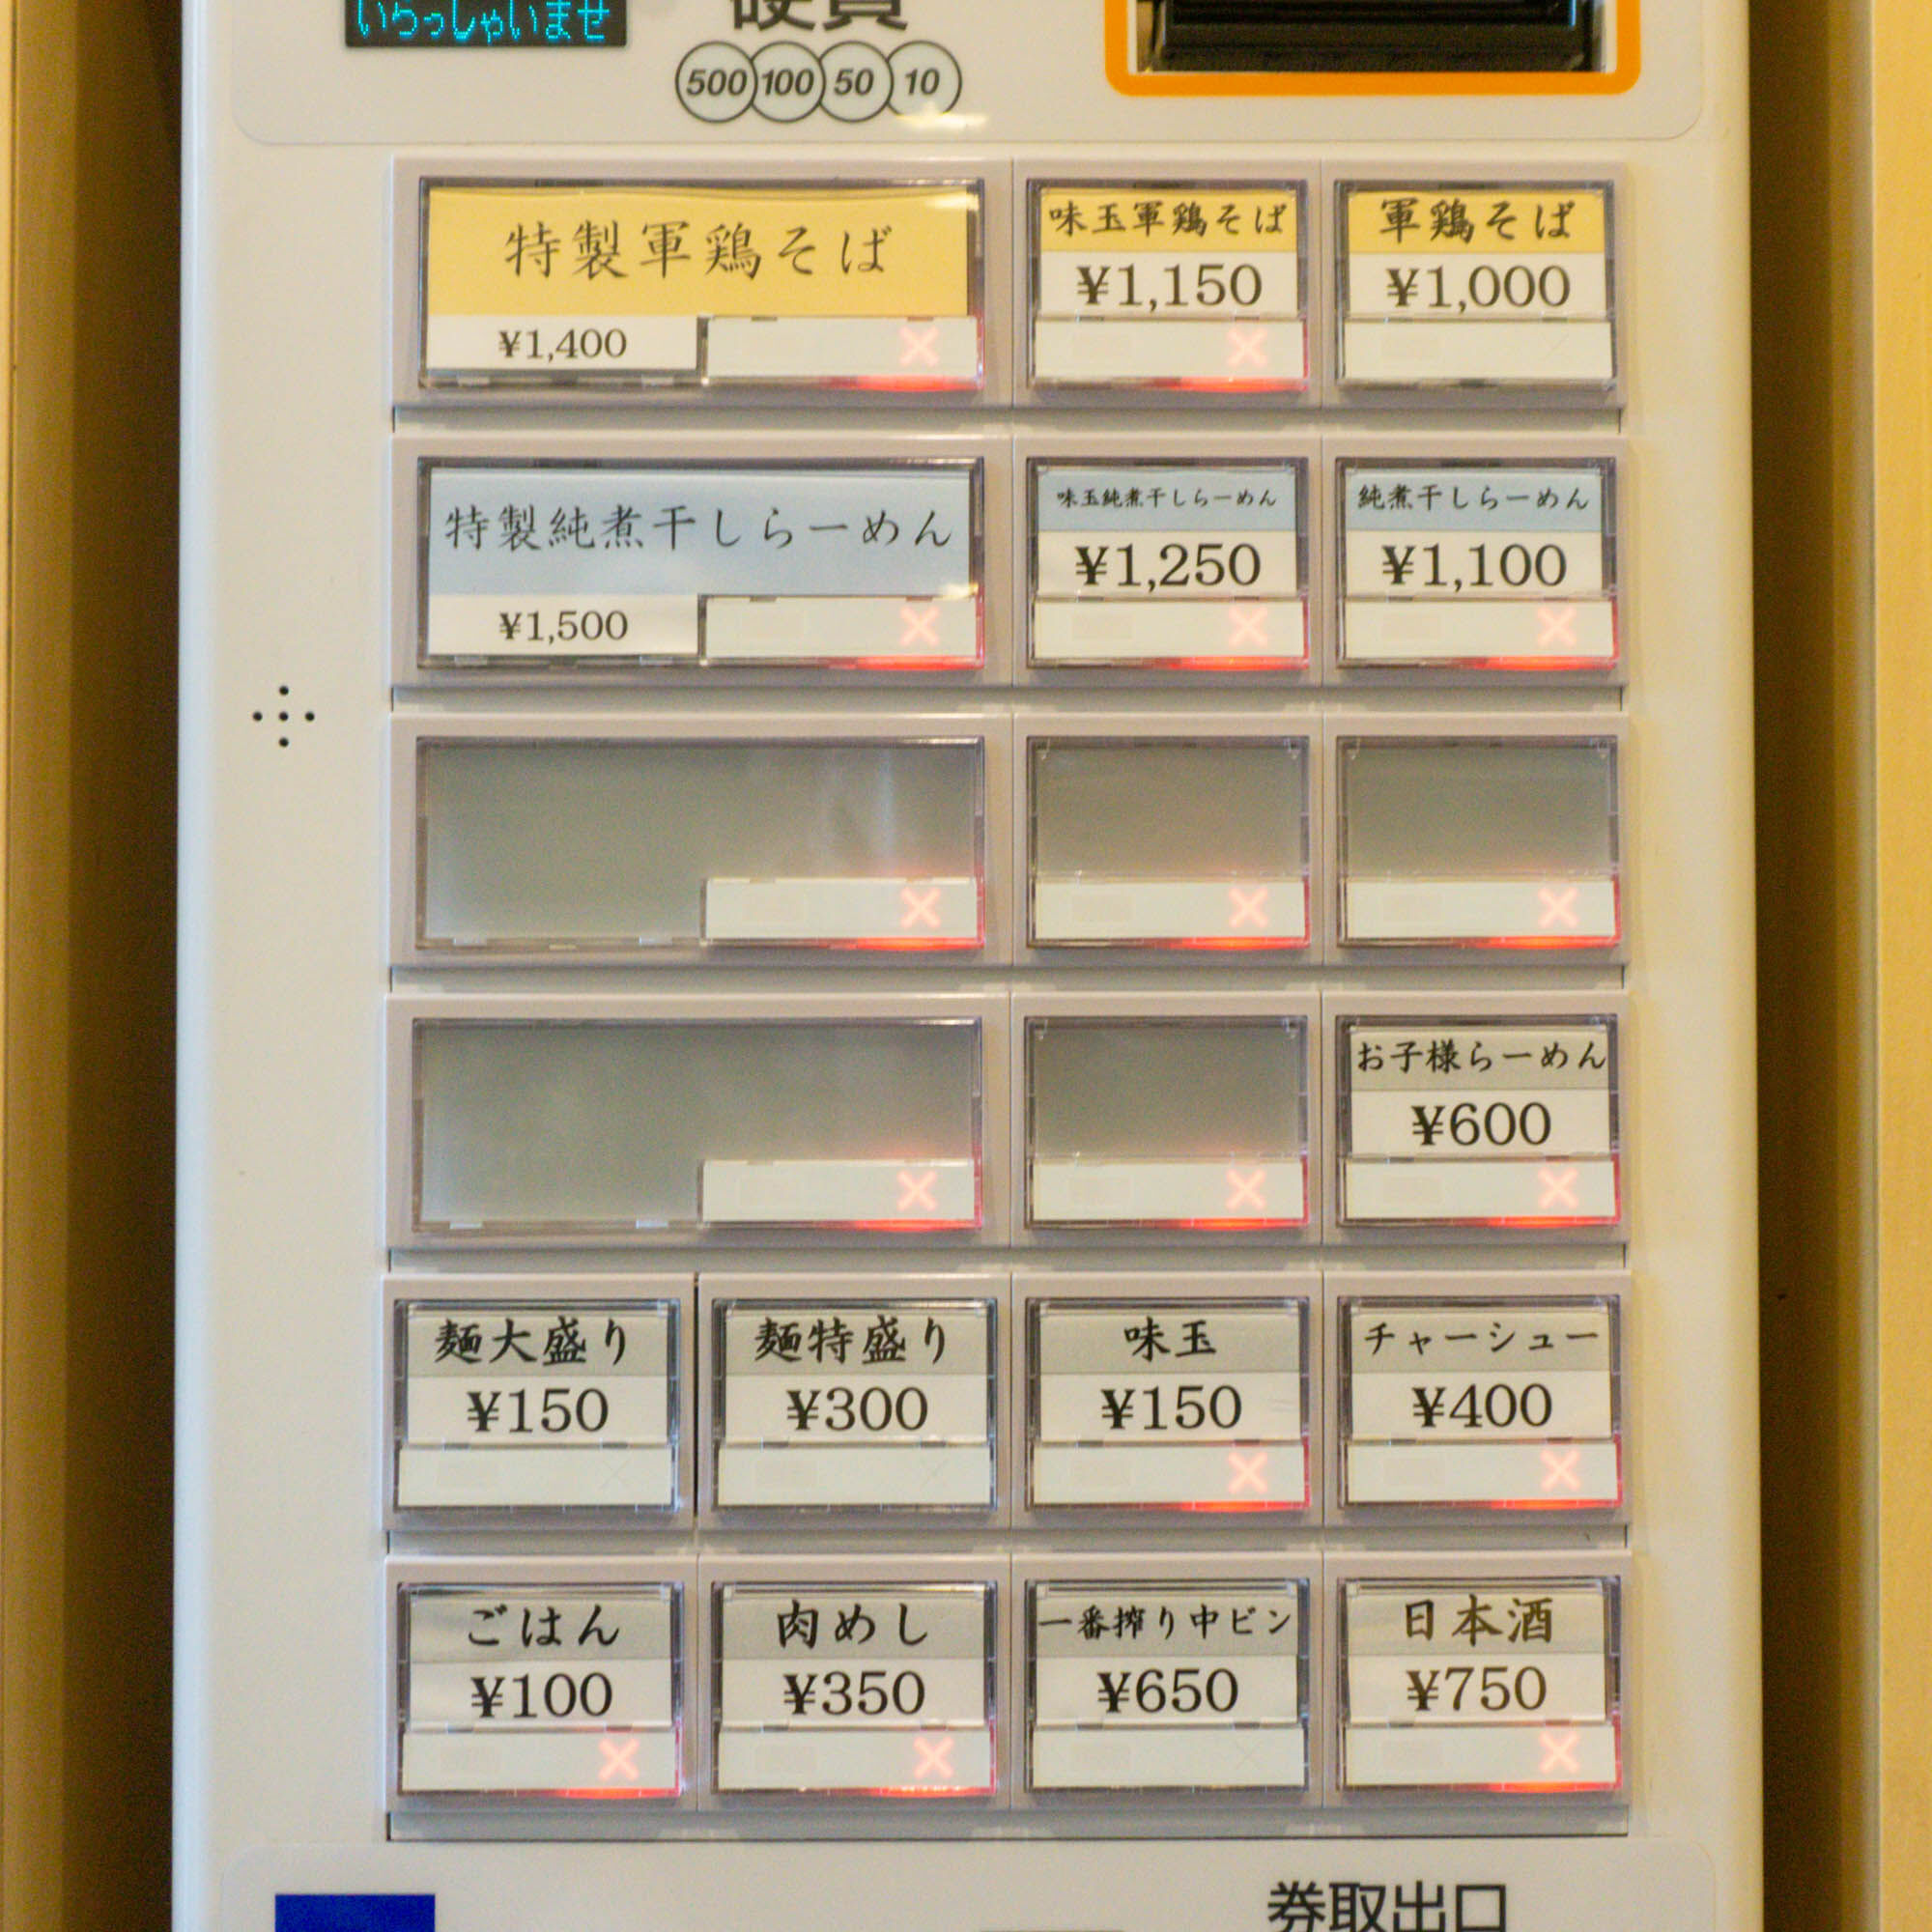 いらっしゃいませ
硬貨
500 100 50 10
特製軍鶏そば
¥1,400
×
味玉軍鶏そば
¥1,150
×
軍鶏そば
¥1,000
特製純煮干しらーめん
¥1,500
×
味玉純煮干しらーめん
¥1,250
×
純煮干しらーめん
¥1,100
×
×
×
×
×
×
お子様らーめん
¥600
×
麺大盛り
¥150
麺特盛り
¥300
味玉
¥150
×
チャーシュー
¥400
×
ごはん
¥100
×
肉めし
¥350
×
一番搾り中ビン
¥650
日本酒
¥750
×
券取出口